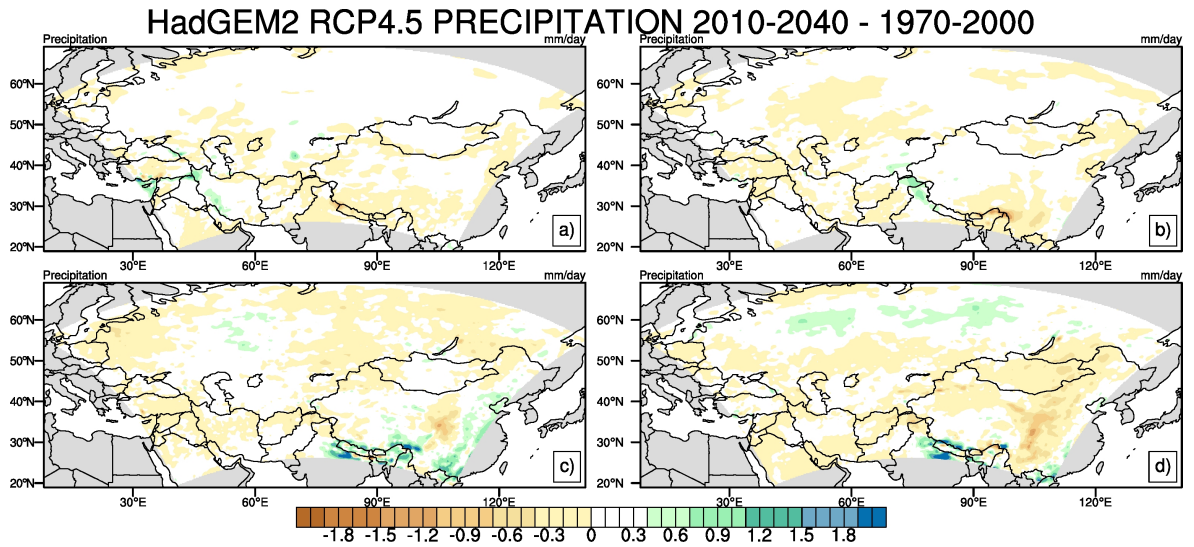 HadGEM2 RCP4.5 PRECIPITATION 2010-2040 - 1970-2000
Precipitation mm/day Precipitation mm/day
60°N 60°N
50°N 50°N
40°N 40°N
30°N 30°N
a) b)
20°N 20°N
30°E 60°E 90°E 120°E 30°E 60°E 90°E 120°E
Precipitation mm/day Precipitation mm/day
60°N 60°N
50°N 50°N
40°N 40°N
30°N 30°N
c) d)
20°N 20°N
30°E 60°E 90°E 120°E 30°E 60°E 90°E 120°E
-1.8 -1.5 -1.2 -0.9 -0.6 -0.3 0 0.3 0.6 0.9 1.2 1.5 1.8